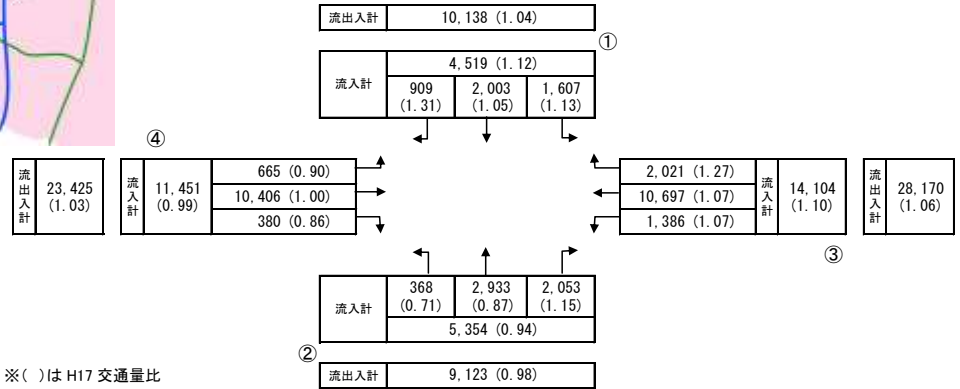 流出入計 10,138 (1.04)
①
流入計 4,519 (1.12)
909 2,003 1,607
(1.31) (1.05) (1.13)
④
流出入計 23,425 (1.03)
流入計 11,451 (0.99)
665 (0.90)
10,406 (1.00)
380 (0.86)
2,021 (1.27)
10,697 (1.07)
1,386 (1.07)
流入計 14,104 (1.10)
流出入計 28,170 (1.06)
③
流入計 368 2,933 2,053
(0.71) (0.87) (1.15)
5,354 (0.94)
②
流出入計 9,123 (0.98)
※( )は H17 交通量比